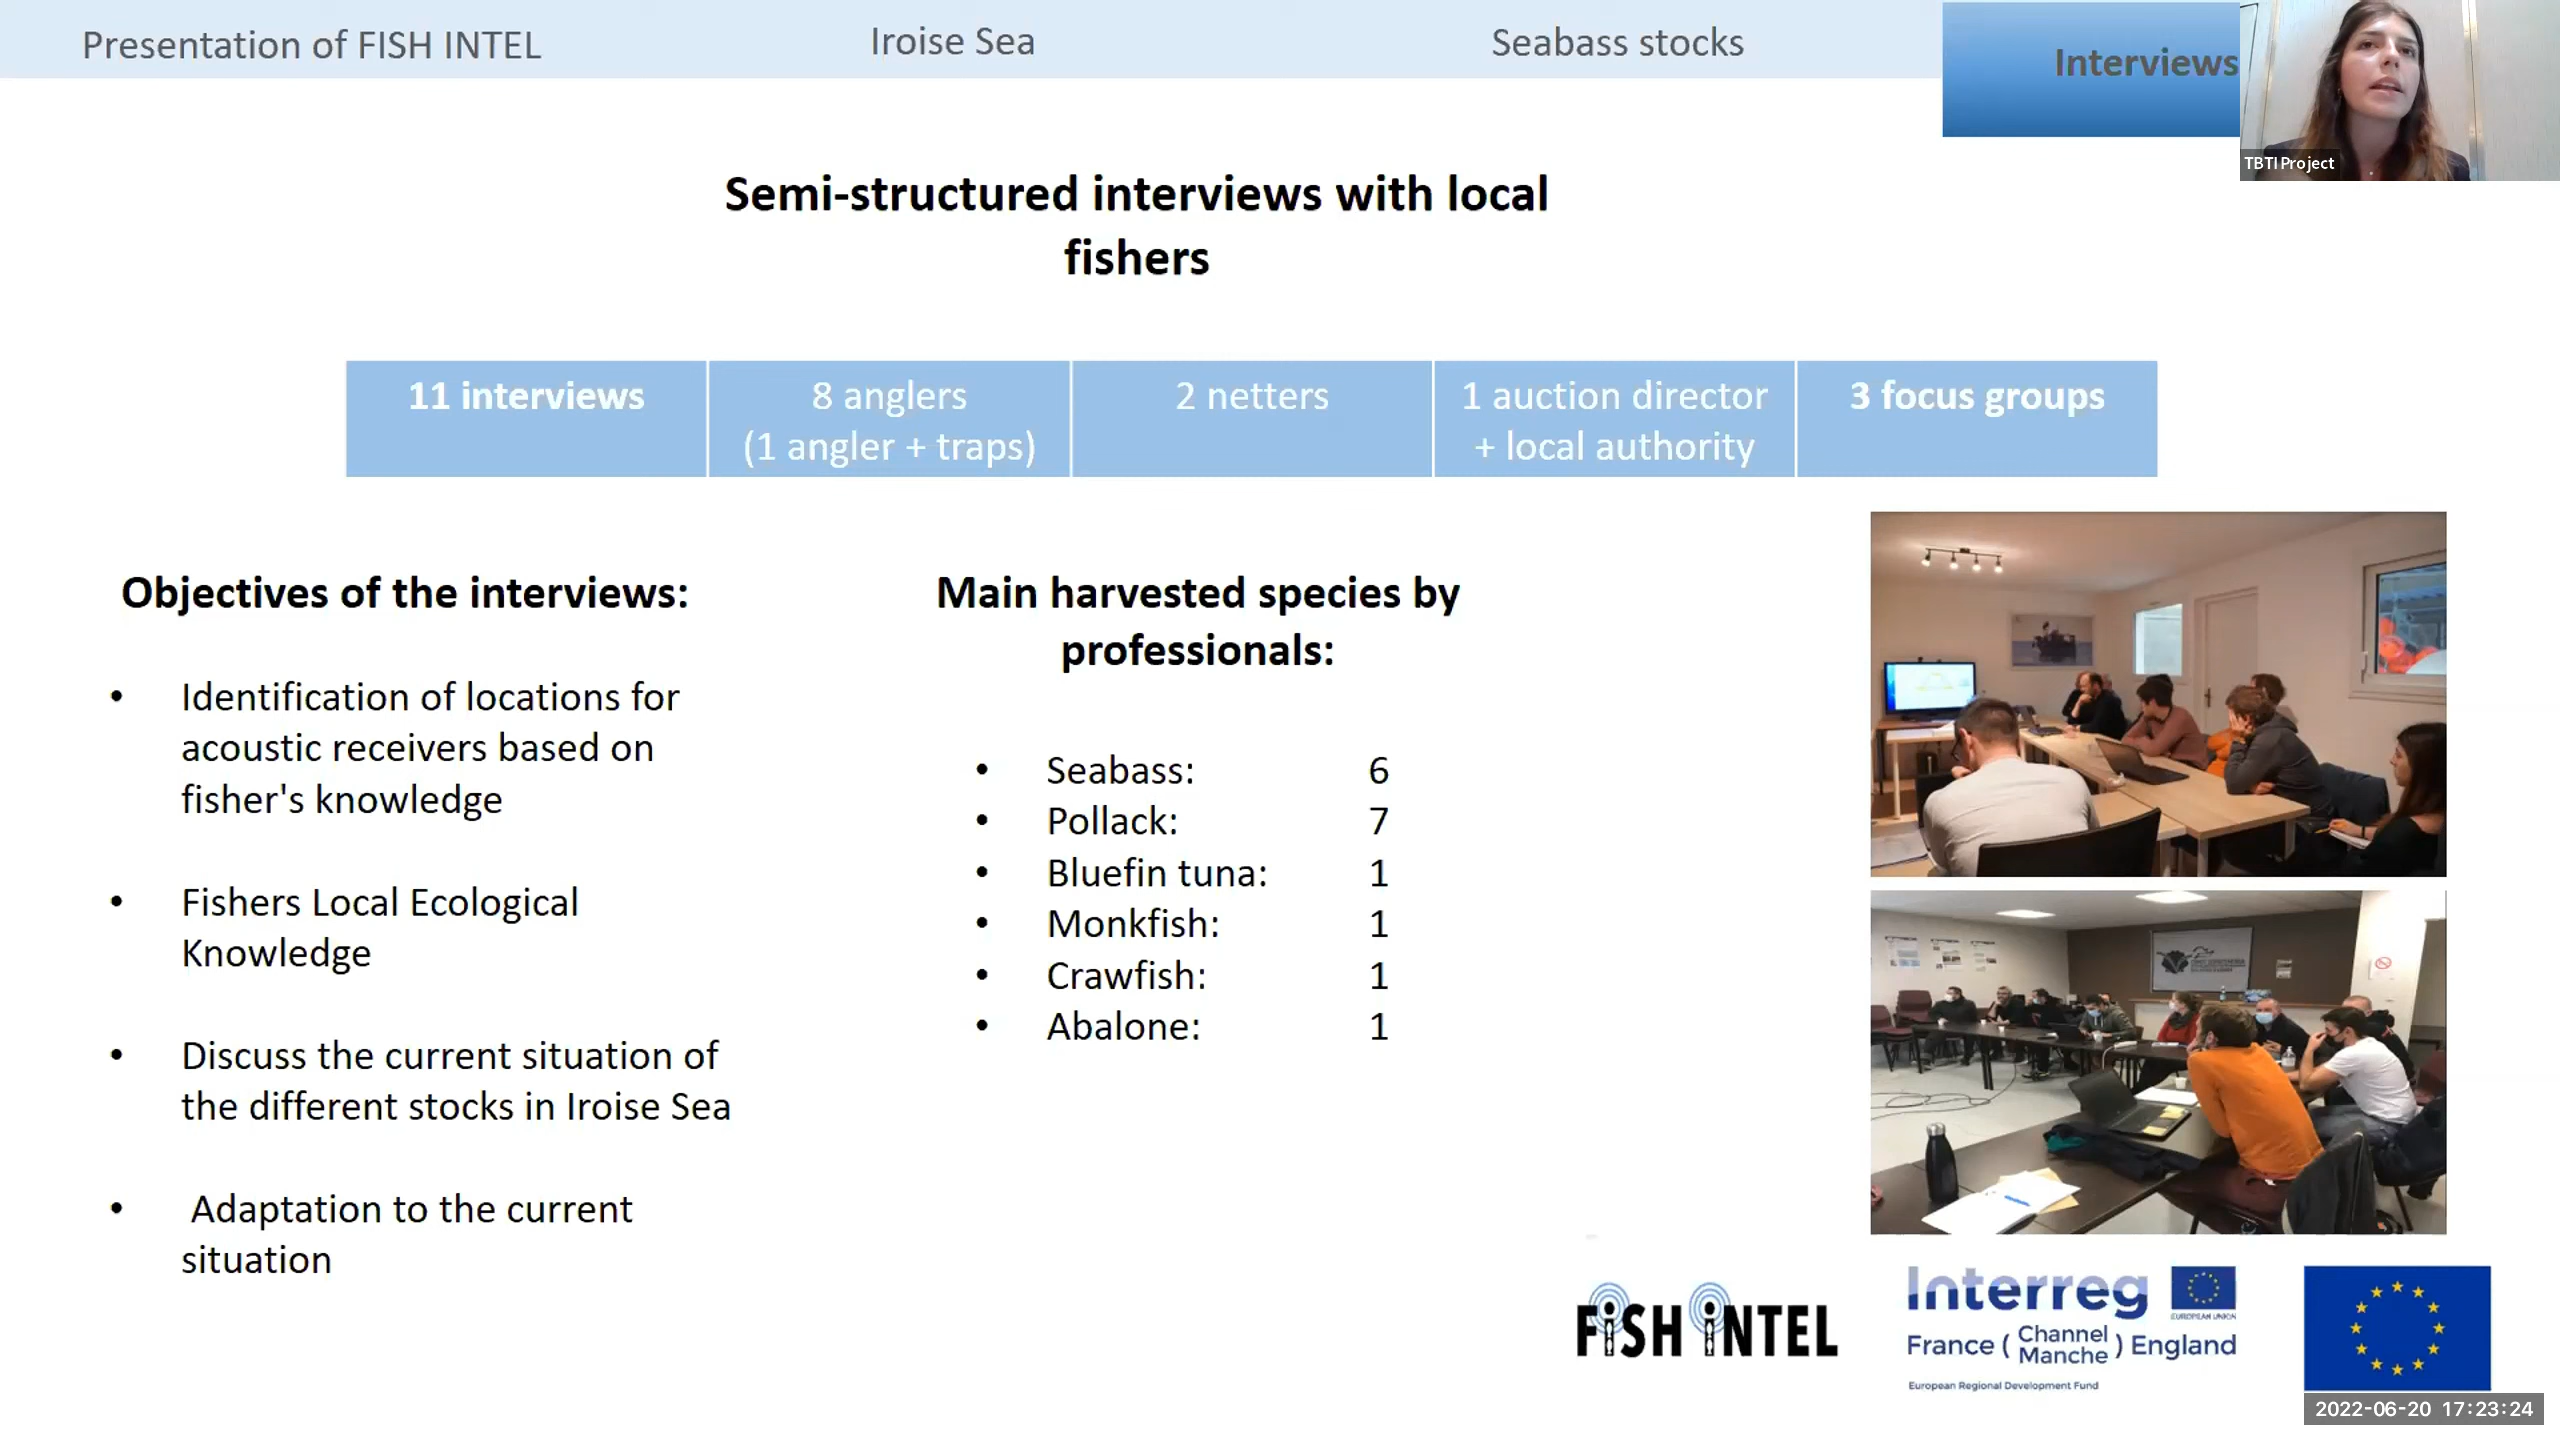 Presentation of FISH INTEL
Iroise Sea
Seabass stocks
Interviews
TBTI Project
Semi-structured interviews with local
fishers
11 interviews
8 anglers
(1 angler + traps)
2 netters
1 auction director
+ local authority
3 focus groups
Objectives of the interviews:
• Identification of locations for
acoustic receivers based on
fisher's knowledge
• Fishers Local Ecological
Knowledge
• Discuss the current situation of
the different stocks in Iroise Sea
• Adaptation to the current
situation
Main harvested species by
professionals:
• Seabass: 6
• Pollack: 7
• Bluefin tuna: 1
• Monkfish: 1
• Crawfish: 1
• Abalone: 1
FiSH iNTEL
Interreg
EUROPEAN UNION
France ( Channel Manche ) England
European Regional Development Fund
2022-06-20 17:23:24